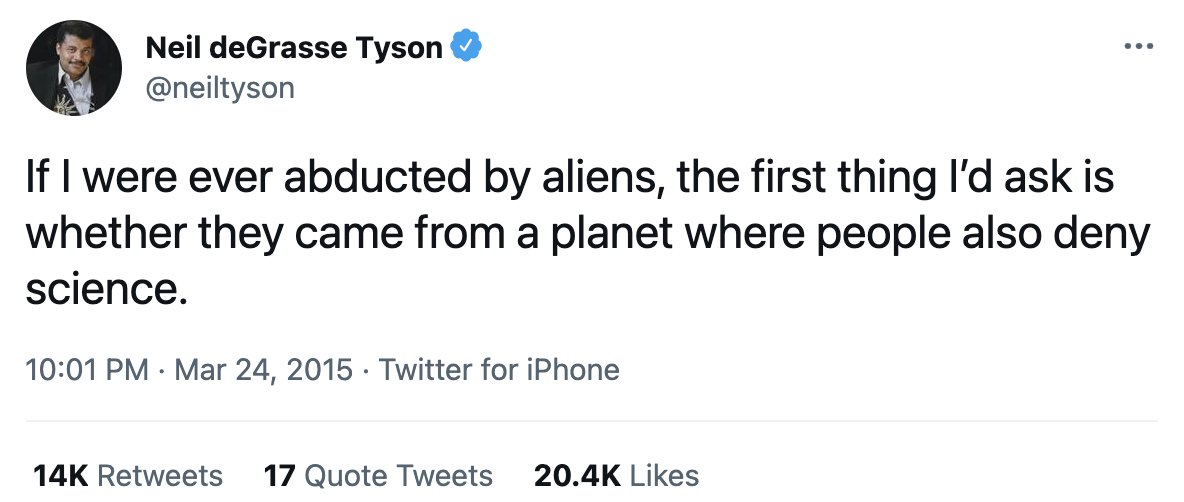 Neil deGrasse Tyson
@neiltyson
If I were ever abducted by aliens, the first thing I’d ask is
whether they came from a planet where people also deny
science.
10:01 PM · Mar 24, 2015 · Twitter for iPhone
14K Retweets 17 Quote Tweets 20.4K Likes